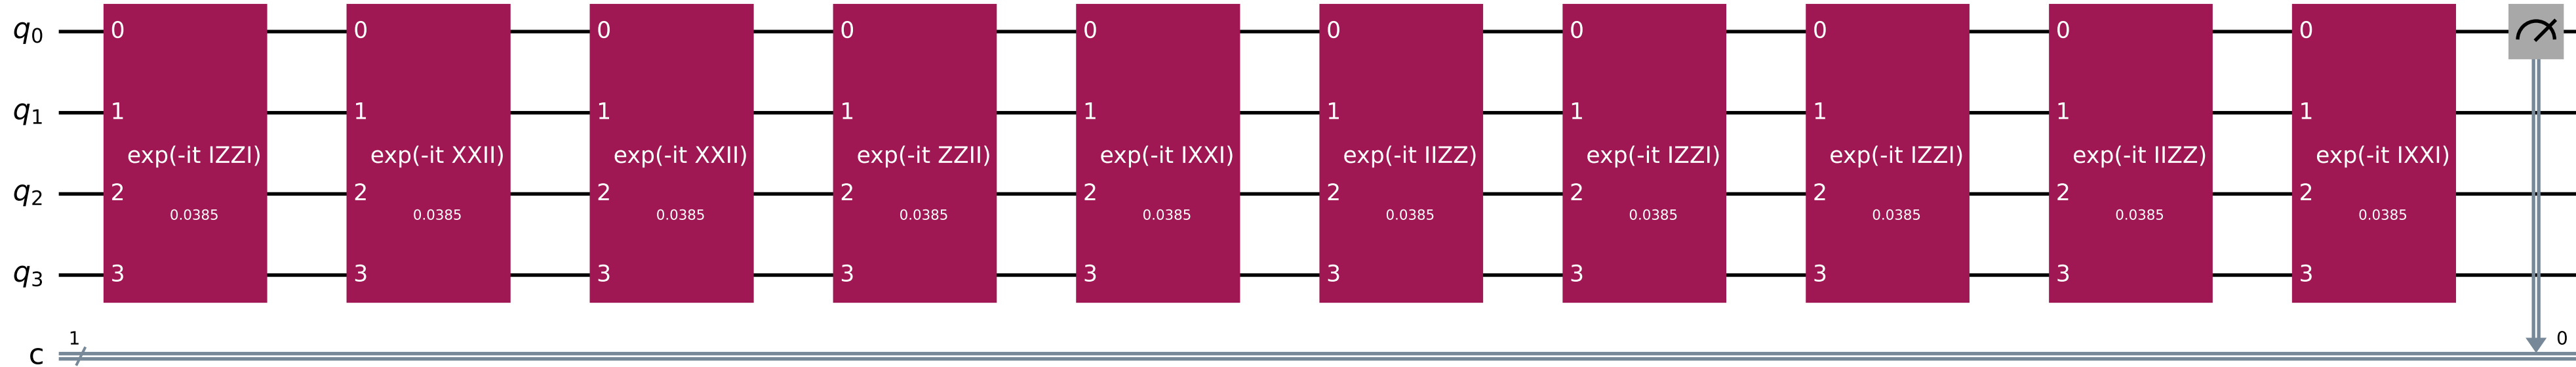 q0 0 0 0 0 0 0 0 0 0 0
q1 1 1 1 1 1 1 1 1 1 1
exp(-it IZZI) exp(-it XXII) exp(-it XXII) exp(-it ZZII) exp(-it IXXI) exp(-it IIZZ) exp(-it IZZI) exp(-it IZZI) exp(-it IIZZ) exp(-it IXXI)
q2 2 2 2 2 2 2 2 2 2 2
0.0385 0.0385 0.0385 0.0385 0.0385 0.0385 0.0385 0.0385 0.0385 0.0385
q3 3 3 3 3 3 3 3 3 3 3
1 0
c